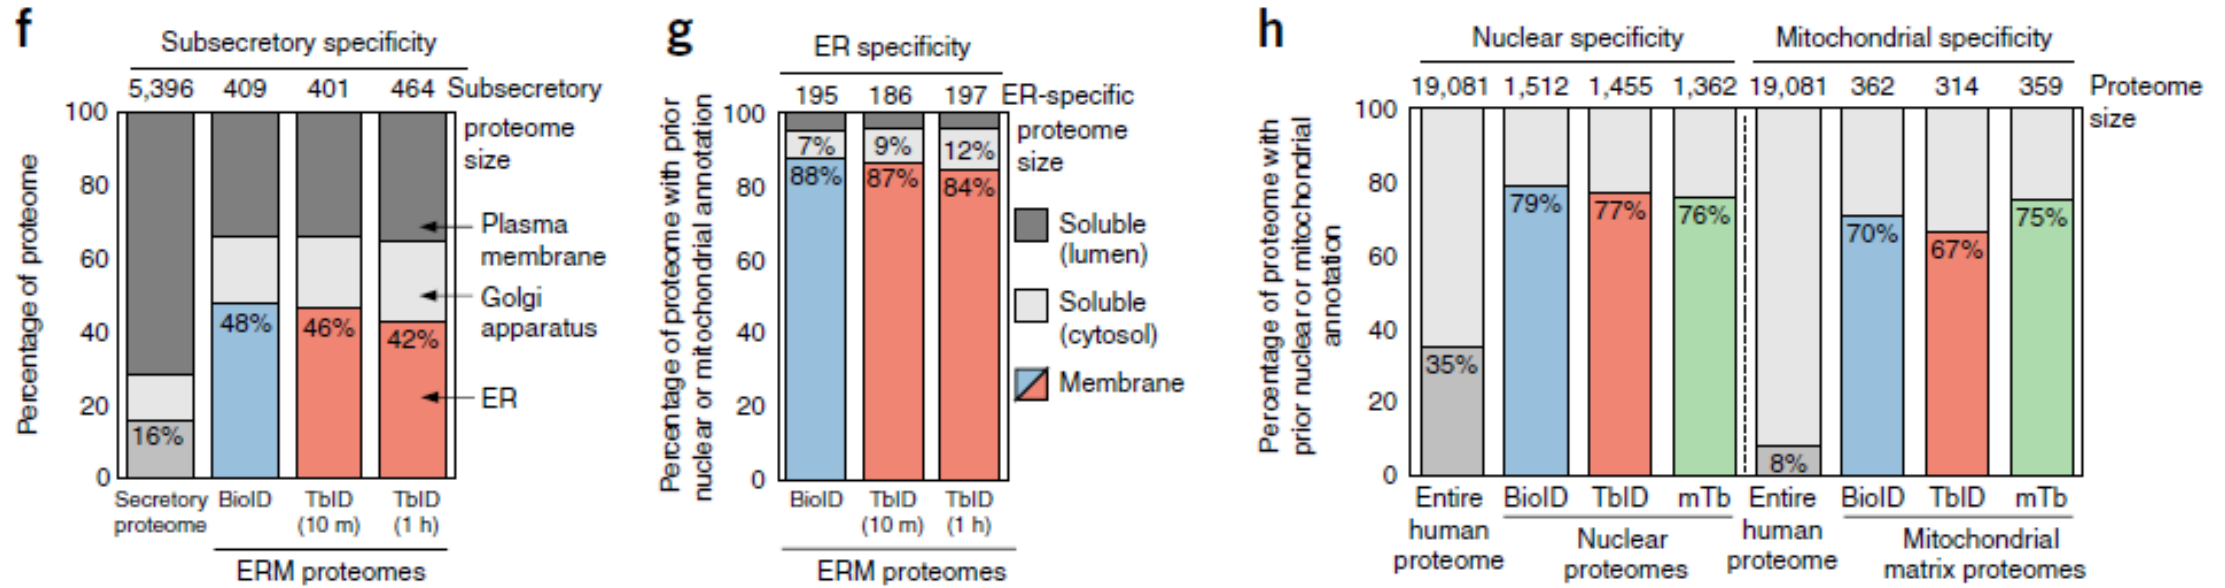 f
Subsecretory specificity
5,396 409 401 464 Subsecretory
proteome
size
Percentage of proteome
100
80
60
40
20
0
16%
48%
46%
42%
Plasma
membrane
Golgi
apparatus
ER
Secretory
proteome
BioID
TbID
(10 m)
TbID
(1 h)
ERM proteomes
g
ER specificity
195 186 197 ER-specific
proteome
size
Percentage of proteome with prior
nuclear or mitochondrial annotation
100
80
60
40
20
0
7%
9%
12%
88%
87%
84%
Soluble
(lumen)
Soluble
(cytosol)
Membrane
BioID
TbID
(10 m)
TbID
(1 h)
ERM proteomes
h
Nuclear specificity
Mitochondrial specificity
19,081 1,512 1,455 1,362 19,081 362 314 359 Proteome
size
Percentage of proteome with
prior nuclear or mitochondrial
annotation
100
80
60
40
20
0
35%
79%
77%
76%
8%
70%
67%
75%
Entire
human
proteome
BioID
TbID
mTb
Nuclear
proteomes
Entire
human
proteome
BioID
TbID
mTb
Mitochondrial
matrix proteomes